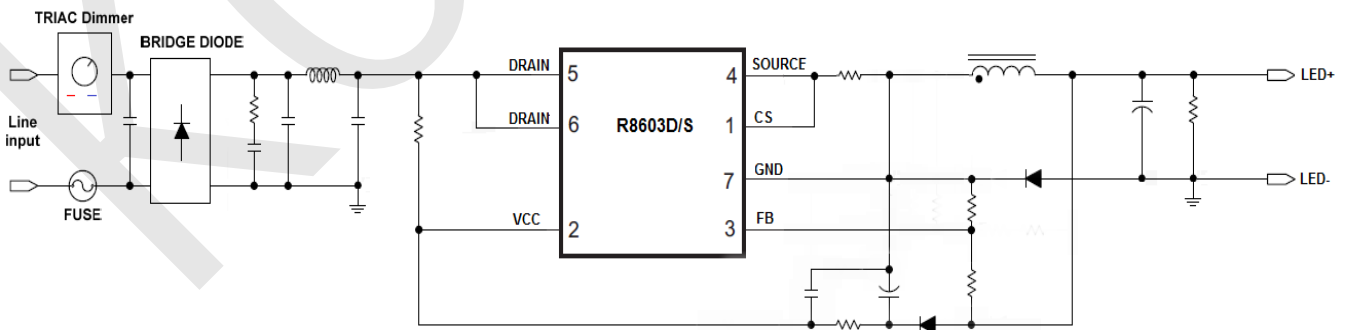 TRIAC Dimmer
BRIDGE DIODE
Line
input
FUSE
DRAIN
5
DRAIN
6
VCC
2
R8603D/S
4
SOURCE
1
CS
7
GND
3
FB
LED+
LED-